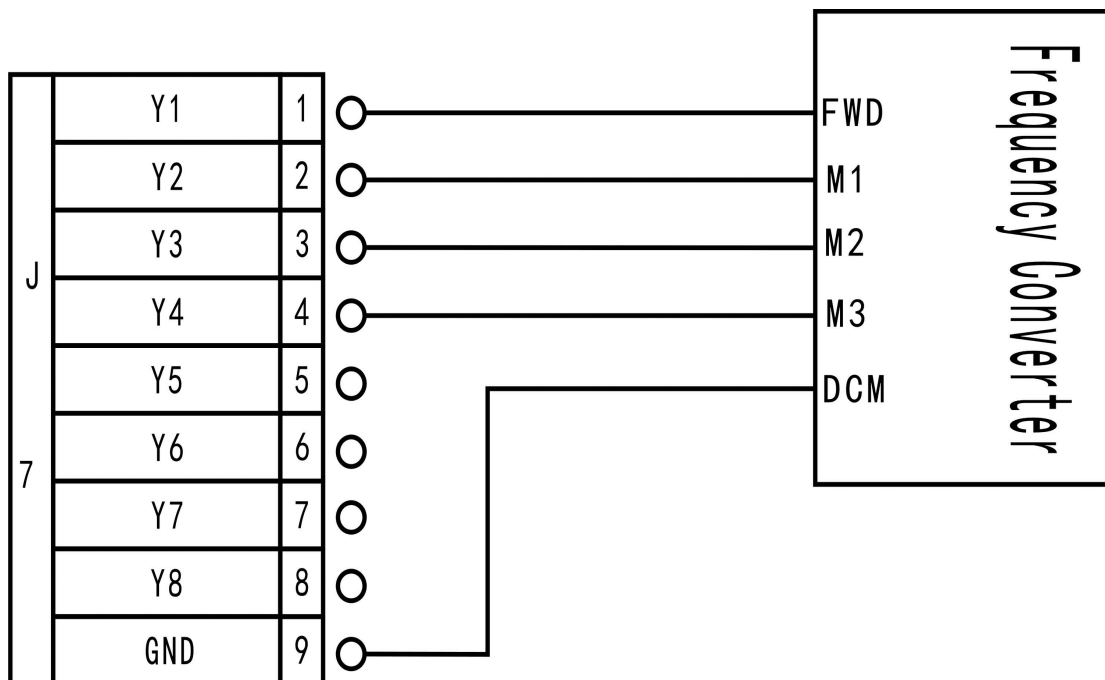 J7
Y1 1
Y2 2
Y3 3
Y4 4
Y5 5
Y6 6
Y7 7
Y8 8
GND 9
FWD
M1
M2
M3
DCM
Frequency Converter